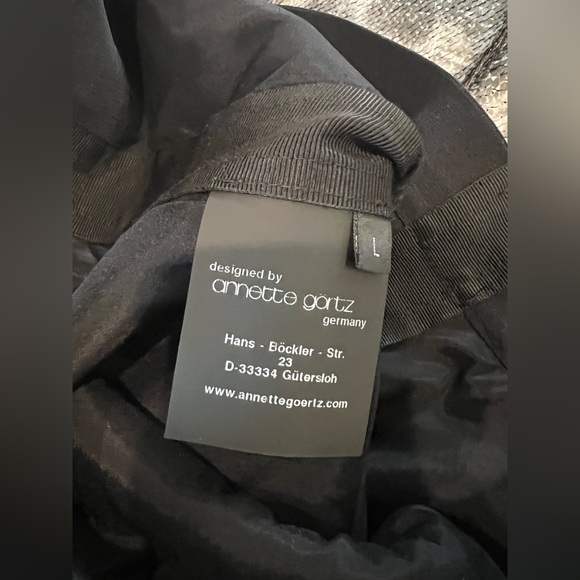 L
designed by
annette görtz
germany
Hans - Böckler - Str.
23
D-33334 Gütersloh
www.annettegoertz.com